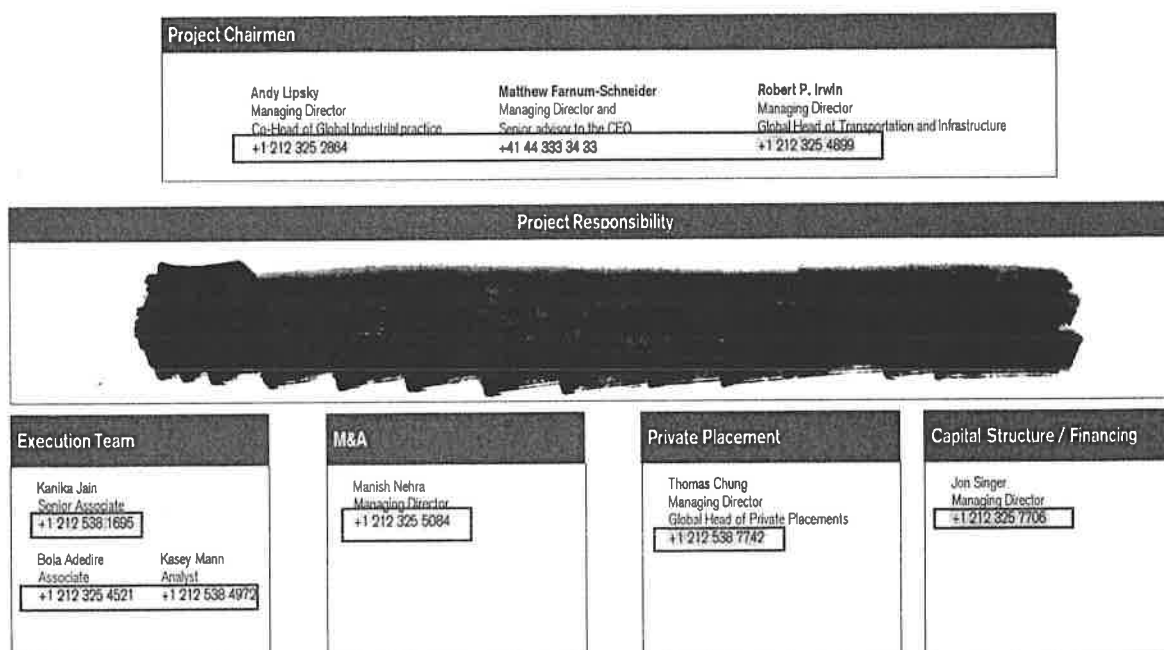 Project Chairmen
Andy Lipsky
Managing Director
Co-Head of Global Industrial practice
+1 212 325 2864
Matthew Farnum-Schneider
Managing Director and
Senior advisor to the CEO
+41 44 333 34 33
Robert P. Irwin
Managing Director
Global Head of Transportation and Infrastructure
+1 212 325 4899
Project Responsibility
Execution Team
Kanika Jain
Senior Associate
+1 212 538 1695
Bola Adedire
Associate
+1 212 325 4521
Kasey Mann
Analyst
+1 212 538 4972
M&A
Manish Nehra
Managing Director
+1 212 325 5084
Private Placement
Thomas Chung
Managing Director
Global Head of Private Placements
+1 212 538 7742
Capital Structure / Financing
Jon Singer
Managing Director
+1 212 325 7706